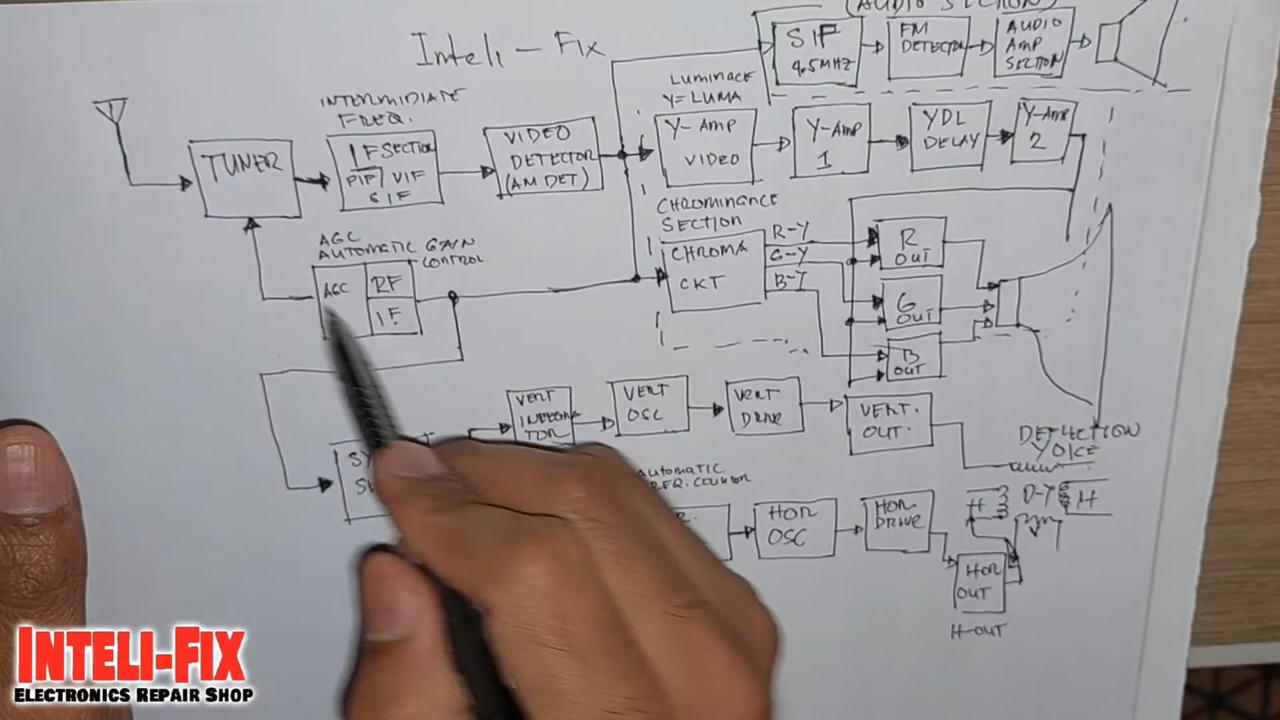 (AUDIO SECTION)
Inteli - Fix
SIF
4.5MHZ
FM
DETECTOR
AUDIO
AMP
SECTION
LUMINACE
Y=LUMA
INTERMIDIATE
FREQ.
TUNER
IF SECTION
PIF/ VIF
SIF
VIDEO
DETECTOR
(AM DET)
Y-AMP
VIDEO
Y-AMP
1
YDL
DELAY
Y-AMP
2
CHROMINANCE
SECTION
CHROMA
CKT
R-Y
G-Y
B-Y
R
OUT
G
OUT
B
OUT
AGC
AUTOMATIC GAIN
CONTROL
AGC
RF
IF
VERT
OSC
VERT
DRIVE
VERT.
OUT.
DEFLECTION
YOICE
VERT
AUTOMATIC
HOR
OSC
HOR
DRIVE
H
D-Y
H
HOR
OUT
H-OUT
INTELI-FIX
ELECTRONICS REPAIR SHOP